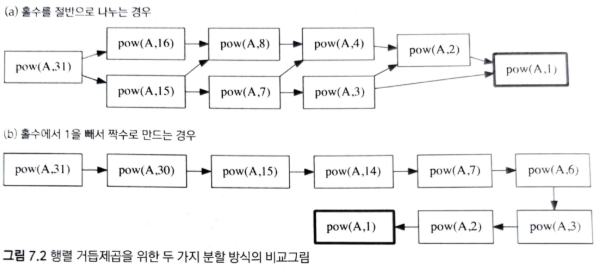 (a) 홀수를 절반으로 나누는 경우
pow(A,16) pow(A,8) pow(A,4) pow(A,2)
pow(A,31) pow(A,1)
pow(A,15) pow(A,7) pow(A,3)
(b) 홀수에서 1을 빼서 짝수로 만드는 경우
pow(A,31) pow(A,30) pow(A,15) pow(A,14) pow(A,7) pow(A,6)
pow(A,1) pow(A,2) pow(A,3)
그림 7.2 행렬 거듭제곱을 위한 두 가지 분할 방식의 비교그림